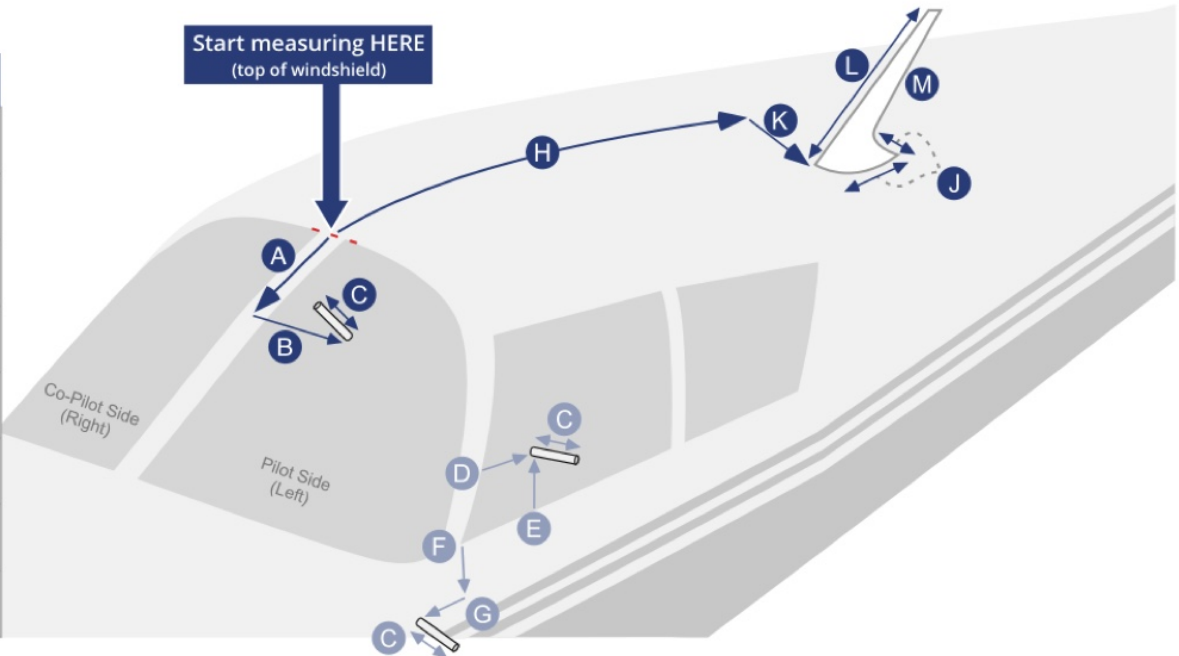 Start measuring HERE
(top of windshield)
L
M
K
H
J
A
C
B
Co-Pilot Side
(Right)
C
D
Pilot Side
(Left)
E
F
G
C